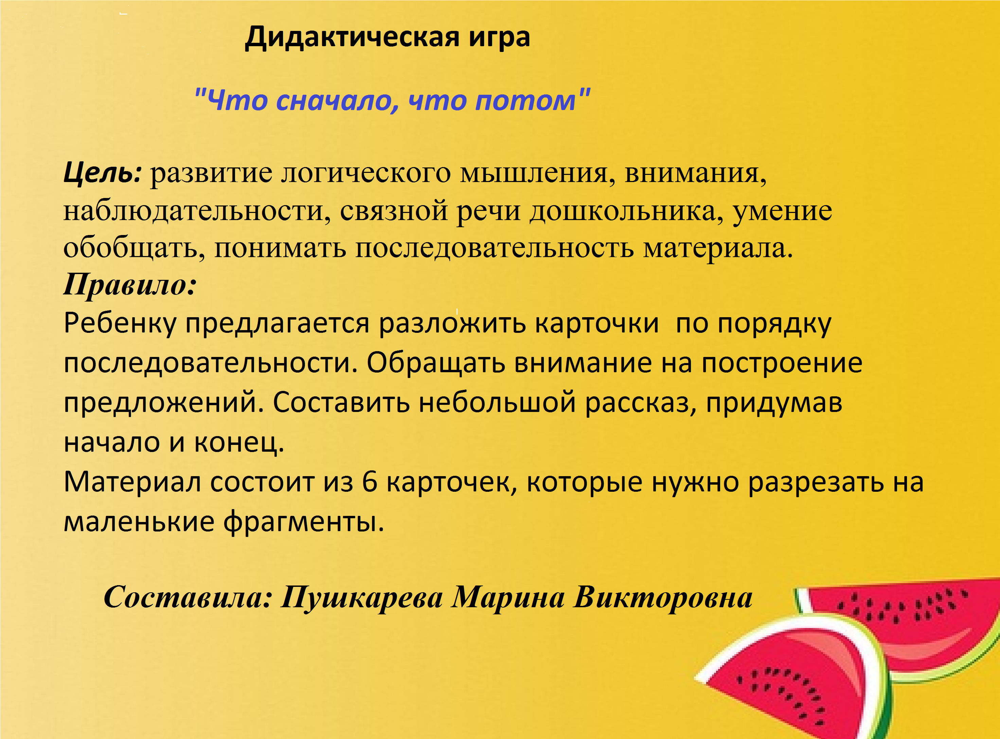 Дидактическая игра
"Что сначало, что потом"
Цель: развитие логического мышления, внимания,
наблюдательности, связной речи дошкольника, умение
обобщать, понимать последовательность материала.
Правило:
Ребенку предлагается разложить карточки  по порядку
последовательности. Обращать внимание на построение
предложений. Составить небольшой рассказ, придумав
начало и конец.
Материал состоит из 6 карточек, которые нужно разрезать на
маленькие фрагменты.
Составила: Пушкарева Марина Викторовна